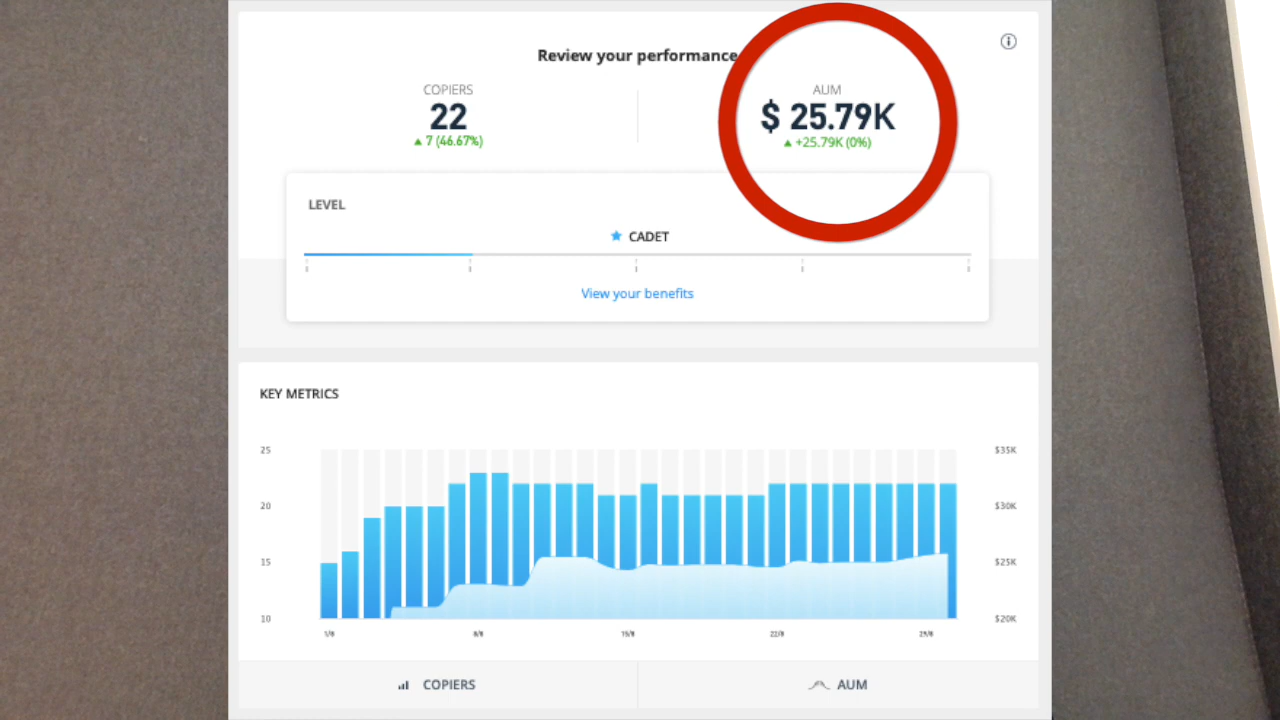 Review your performance
COPIERS
22
▲ 7 (46.67%)
AUM
$ 25.79K
▲ +25.79K (0%)
LEVEL
CADET
View your benefits
KEY METRICS
25
20
15
10
$35K
$30K
$25K
$20K
1/8
8/8
15/8
22/8
29/8
COPIERS
AUM